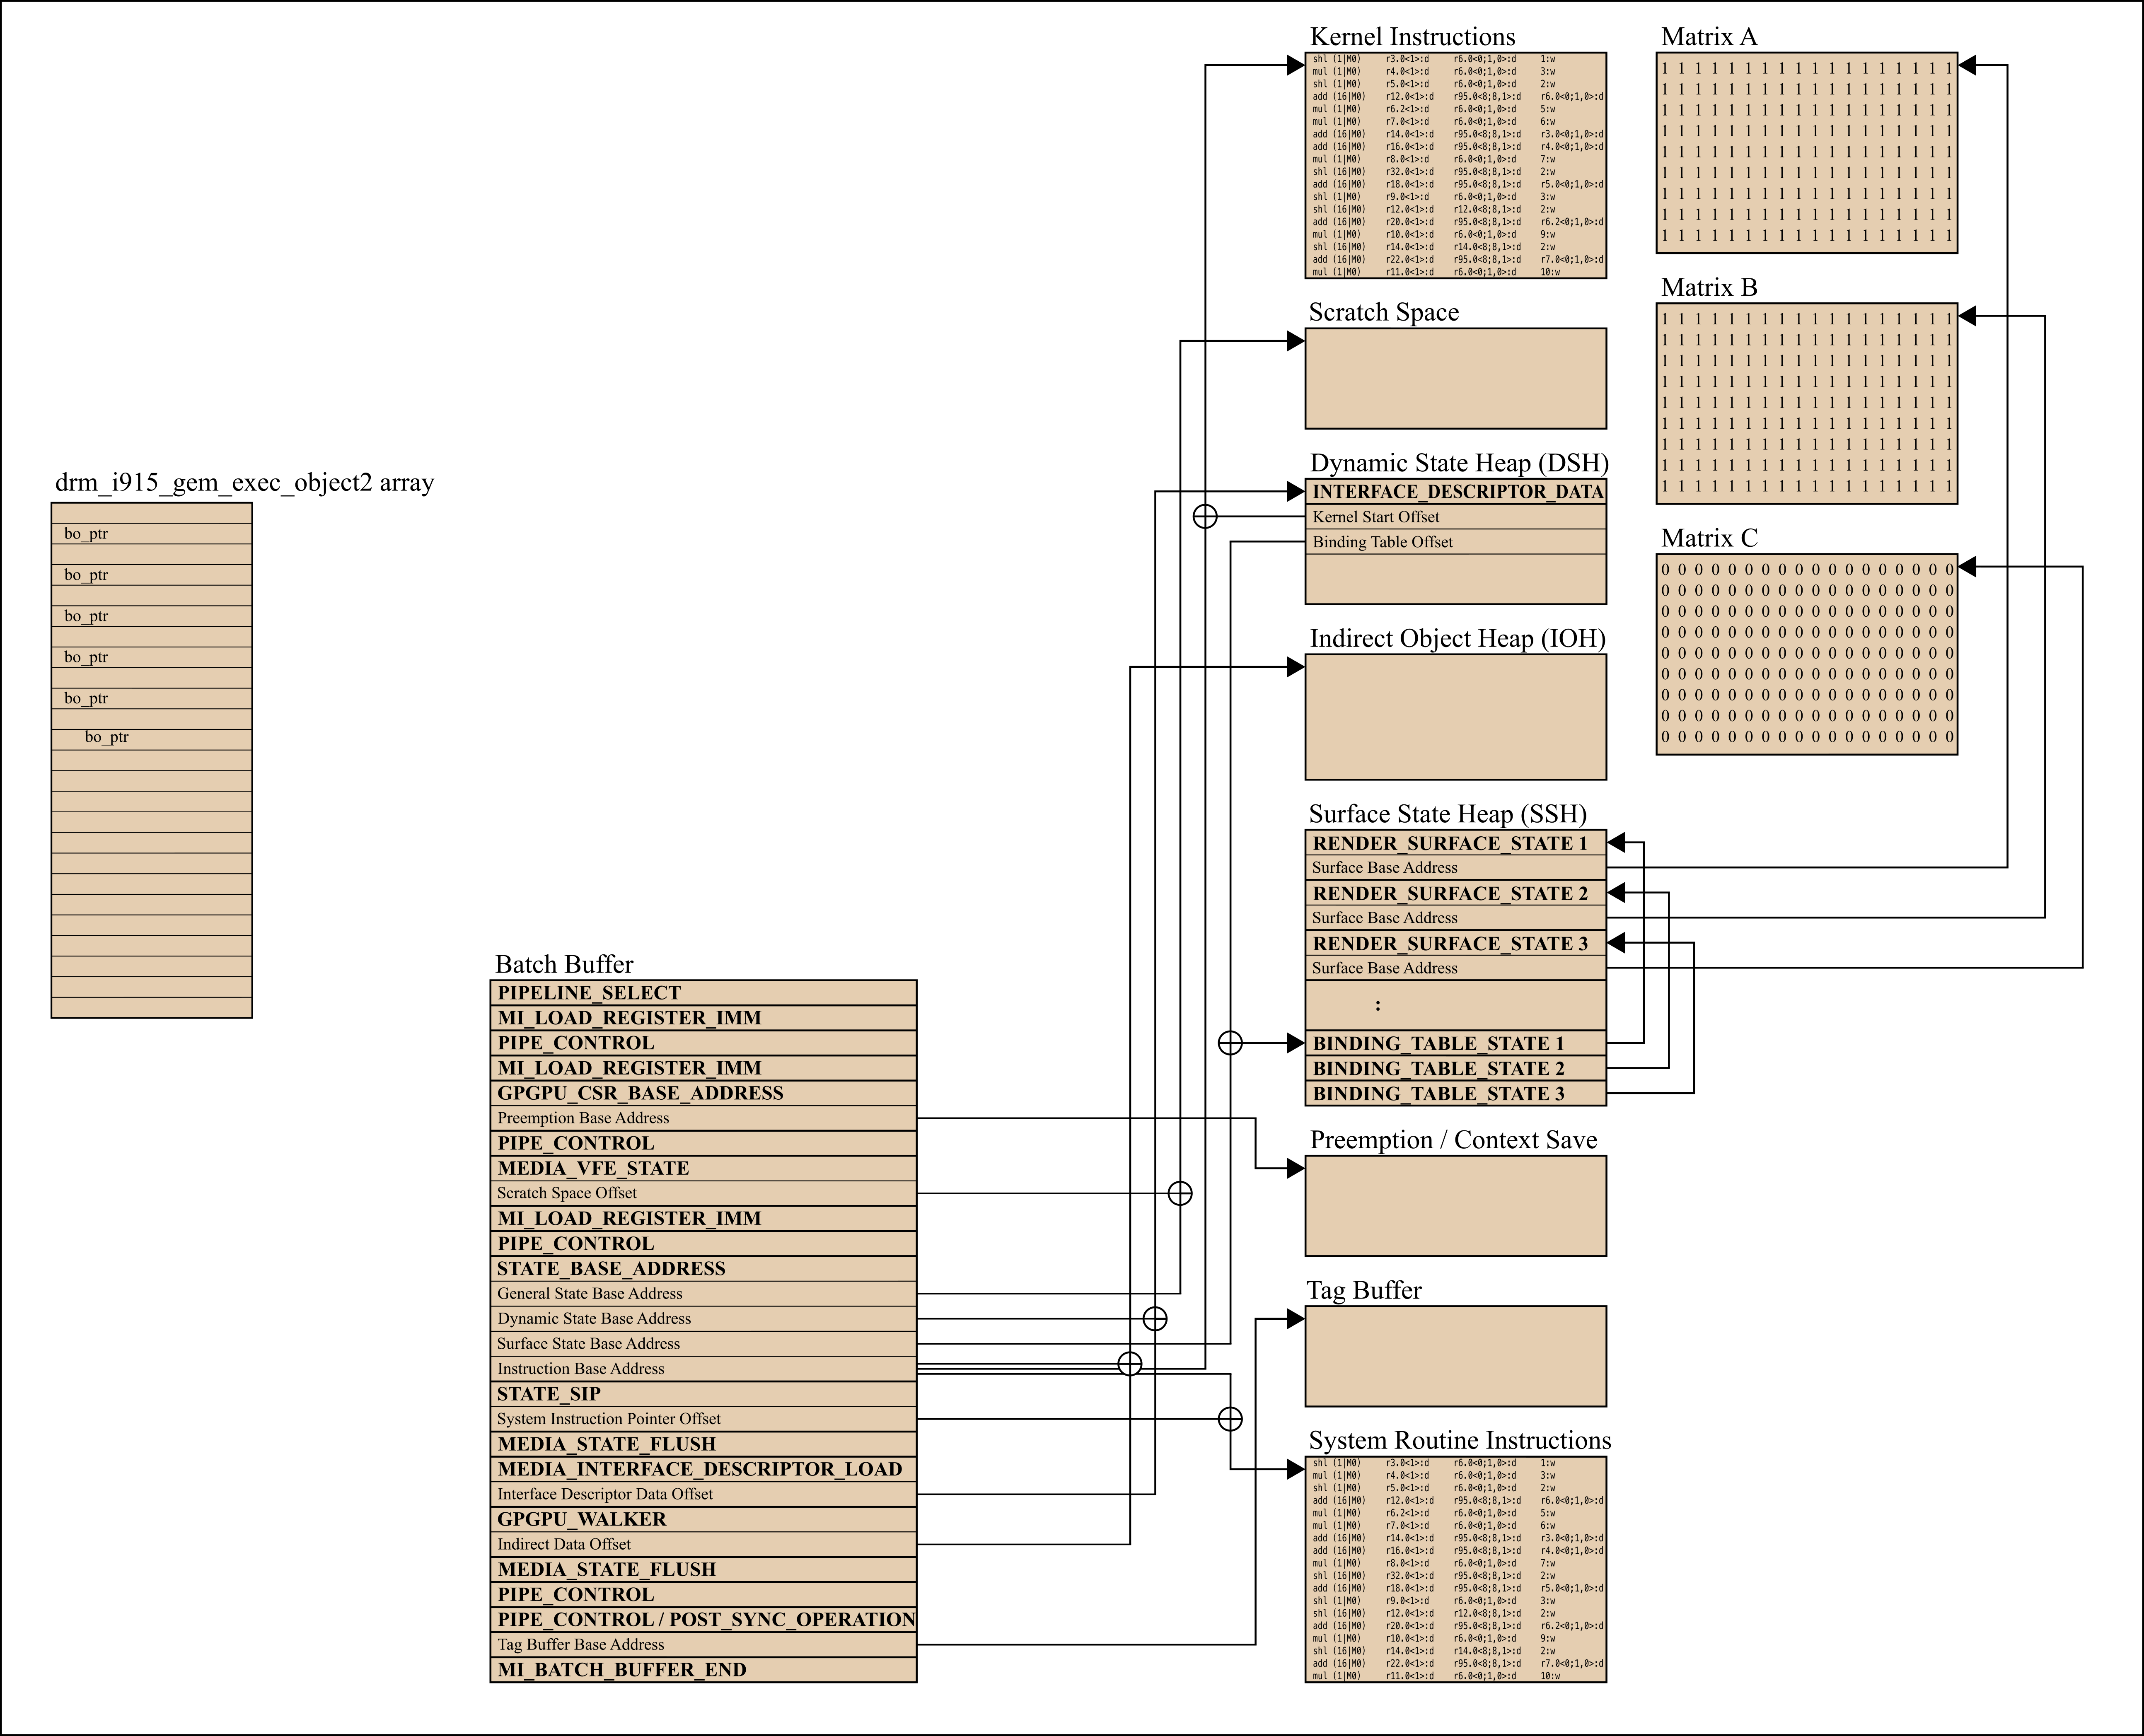 drm_i915_gem_exec_object2 array
bo_ptr
bo_ptr
bo_ptr
bo_ptr
bo_ptr
bo_ptr
Batch Buffer
PIPELINE_SELECT
MI_LOAD_REGISTER_IMM
PIPE_CONTROL
MI_LOAD_REGISTER_IMM
GPGPU_CSR_BASE_ADDRESS
Preemption Base Address
PIPE_CONTROL
MEDIA_VFE_STATE
Scratch Space Offset
MI_LOAD_REGISTER_IMM
PIPE_CONTROL
STATE_BASE_ADDRESS
General State Base Address
Dynamic State Base Address
Surface State Base Address
Instruction Base Address
STATE_SIP
System Instruction Pointer Offset
MEDIA_STATE_FLUSH
MEDIA_INTERFACE_DESCRIPTOR_LOAD
Interface Descriptor Data Offset
GPGPU_WALKER
Indirect Data Offset
MEDIA_STATE_FLUSH
PIPE_CONTROL
PIPE_CONTROL / POST_SYNC_OPERATION
Tag Buffer Base Address
MI_BATCH_BUFFER_END
Kernel Instructions
shl (1|M0) r3.0<1>:d r6.0<0;1,0>:d 1:w
mul (1|M0) r4.0<1>:d r6.0<0;1,0>:d 3:w
shl (1|M0) r5.0<1>:d r6.0<0;1,0>:d 2:w
add (16|M0) r12.0<1>:d r95.0<8;8,1>:d r6.0<0;1,0>:d
mul (1|M0) r6.2<1>:d r6.0<0;1,0>:d 5:w
mul (1|M0) r7.0<1>:d r6.0<0;1,0>:d 6:w
add (16|M0) r14.0<1>:d r95.0<8;8,1>:d r3.0<0;1,0>:d
add (16|M0) r16.0<1>:d r95.0<8;8,1>:d r4.0<0;1,0>:d
mul (1|M0) r8.0<1>:d r6.0<0;1,0>:d 7:w
shl (16|M0) r32.0<1>:d r95.0<8;8,1>:d 2:w
add (16|M0) r18.0<1>:d r95.0<8;8,1>:d r5.0<0;1,0>:d
shl (1|M0) r9.0<1>:d r6.0<0;1,0>:d 3:w
shl (16|M0) r12.0<1>:d r12.0<8;8,1>:d 2:w
add (16|M0) r20.0<1>:d r95.0<8;8,1>:d r6.2<0;1,0>:d
mul (1|M0) r10.0<1>:d r6.0<0;1,0>:d 9:w
shl (16|M0) r14.0<1>:d r14.0<8;8,1>:d 2:w
add (16|M0) r22.0<1>:d r95.0<8;8,1>:d r7.0<0;1,0>:d
mul (1|M0) r11.0<1>:d r6.0<0;1,0>:d 10:w
Scratch Space
Dynamic State Heap (DSH)
INTERFACE_DESCRIPTOR_DATA
Kernel Start Offset
Binding Table Offset
Indirect Object Heap (IOH)
Surface State Heap (SSH)
RENDER_SURFACE_STATE 1
Surface Base Address
RENDER_SURFACE_STATE 2
Surface Base Address
RENDER_SURFACE_STATE 3
Surface Base Address
:
BINDING_TABLE_STATE 1
BINDING_TABLE_STATE 2
BINDING_TABLE_STATE 3
Preemption / Context Save
Tag Buffer
System Routine Instructions
shl (1|M0) r3.0<1>:d r6.0<0;1,0>:d 1:w
mul (1|M0) r4.0<1>:d r6.0<0;1,0>:d 3:w
shl (1|M0) r5.0<1>:d r6.0<0;1,0>:d 2:w
add (16|M0) r12.0<1>:d r95.0<8;8,1>:d r6.0<0;1,0>:d
mul (1|M0) r6.2<1>:d r6.0<0;1,0>:d 5:w
mul (1|M0) r7.0<1>:d r6.0<0;1,0>:d 6:w
add (16|M0) r14.0<1>:d r95.0<8;8,1>:d r3.0<0;1,0>:d
add (16|M0) r16.0<1>:d r95.0<8;8,1>:d r4.0<0;1,0>:d
mul (1|M0) r8.0<1>:d r6.0<0;1,0>:d 7:w
shl (16|M0) r32.0<1>:d r95.0<8;8,1>:d 2:w
add (16|M0) r18.0<1>:d r95.0<8;8,1>:d r5.0<0;1,0>:d
shl (1|M0) r9.0<1>:d r6.0<0;1,0>:d 3:w
shl (16|M0) r12.0<1>:d r12.0<8;8,1>:d 2:w
add (16|M0) r20.0<1>:d r95.0<8;8,1>:d r6.2<0;1,0>:d
mul (1|M0) r10.0<1>:d r6.0<0;1,0>:d 9:w
shl (16|M0) r14.0<1>:d r14.0<8;8,1>:d 2:w
add (16|M0) r22.0<1>:d r95.0<8;8,1>:d r7.0<0;1,0>:d
mul (1|M0) r11.0<1>:d r6.0<0;1,0>:d 10:w
Matrix A
1 1 1 1 1 1 1 1 1 1 1 1 1 1 1 1 1 1
1 1 1 1 1 1 1 1 1 1 1 1 1 1 1 1 1 1
1 1 1 1 1 1 1 1 1 1 1 1 1 1 1 1 1 1
1 1 1 1 1 1 1 1 1 1 1 1 1 1 1 1 1 1
1 1 1 1 1 1 1 1 1 1 1 1 1 1 1 1 1 1
1 1 1 1 1 1 1 1 1 1 1 1 1 1 1 1 1 1
1 1 1 1 1 1 1 1 1 1 1 1 1 1 1 1 1 1
1 1 1 1 1 1 1 1 1 1 1 1 1 1 1 1 1 1
1 1 1 1 1 1 1 1 1 1 1 1 1 1 1 1 1 1
Matrix B
1 1 1 1 1 1 1 1 1 1 1 1 1 1 1 1 1 1
1 1 1 1 1 1 1 1 1 1 1 1 1 1 1 1 1 1
1 1 1 1 1 1 1 1 1 1 1 1 1 1 1 1 1 1
1 1 1 1 1 1 1 1 1 1 1 1 1 1 1 1 1 1
1 1 1 1 1 1 1 1 1 1 1 1 1 1 1 1 1 1
1 1 1 1 1 1 1 1 1 1 1 1 1 1 1 1 1 1
1 1 1 1 1 1 1 1 1 1 1 1 1 1 1 1 1 1
1 1 1 1 1 1 1 1 1 1 1 1 1 1 1 1 1 1
1 1 1 1 1 1 1 1 1 1 1 1 1 1 1 1 1 1
Matrix C
0 0 0 0 0 0 0 0 0 0 0 0 0 0 0 0 0 0
0 0 0 0 0 0 0 0 0 0 0 0 0 0 0 0 0 0
0 0 0 0 0 0 0 0 0 0 0 0 0 0 0 0 0 0
0 0 0 0 0 0 0 0 0 0 0 0 0 0 0 0 0 0
0 0 0 0 0 0 0 0 0 0 0 0 0 0 0 0 0 0
0 0 0 0 0 0 0 0 0 0 0 0 0 0 0 0 0 0
0 0 0 0 0 0 0 0 0 0 0 0 0 0 0 0 0 0
0 0 0 0 0 0 0 0 0 0 0 0 0 0 0 0 0 0
0 0 0 0 0 0 0 0 0 0 0 0 0 0 0 0 0 0